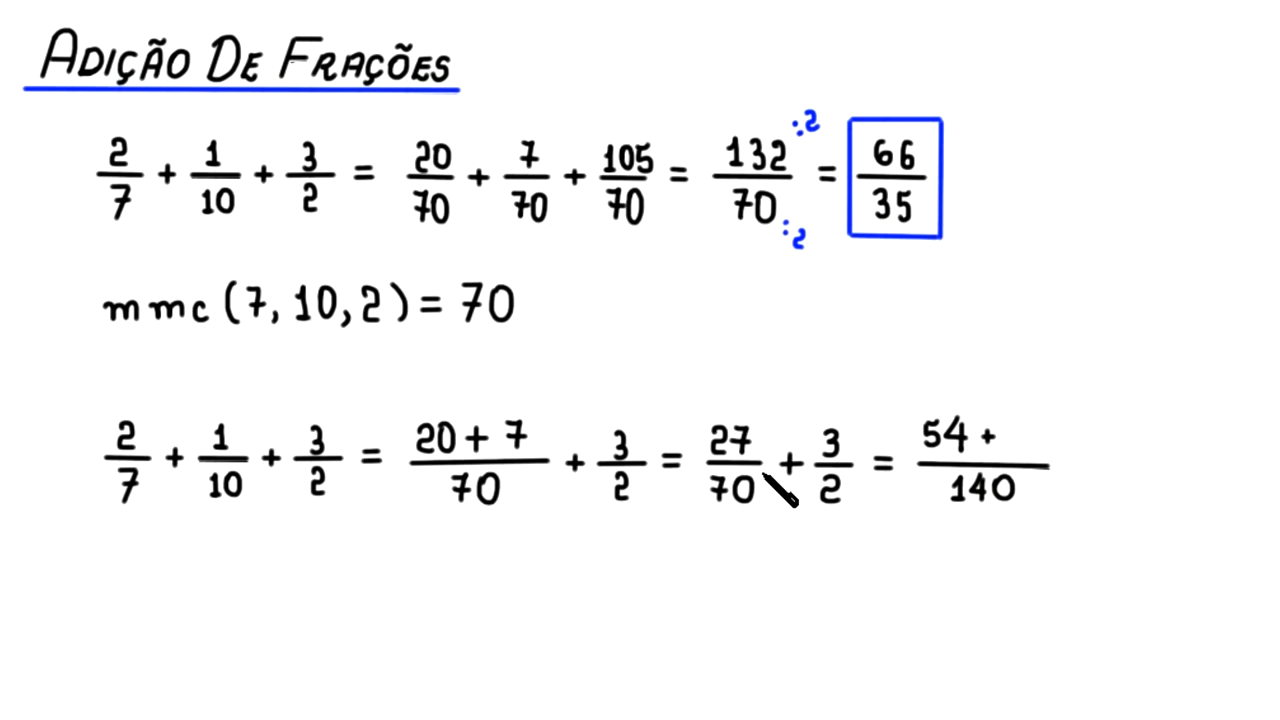 ADIÇÃO DE FRAÇÕES
2/7 + 1/10 + 3/2 = 20/70 + 7/70 + 105/70 = 132/70 :2 :2 = 66/35
mmc (7, 10, 2) = 70
2/7 + 1/10 + 3/2 = 20 + 7/70 + 3/2 = 27/70 + 3/2 = 54 +/140